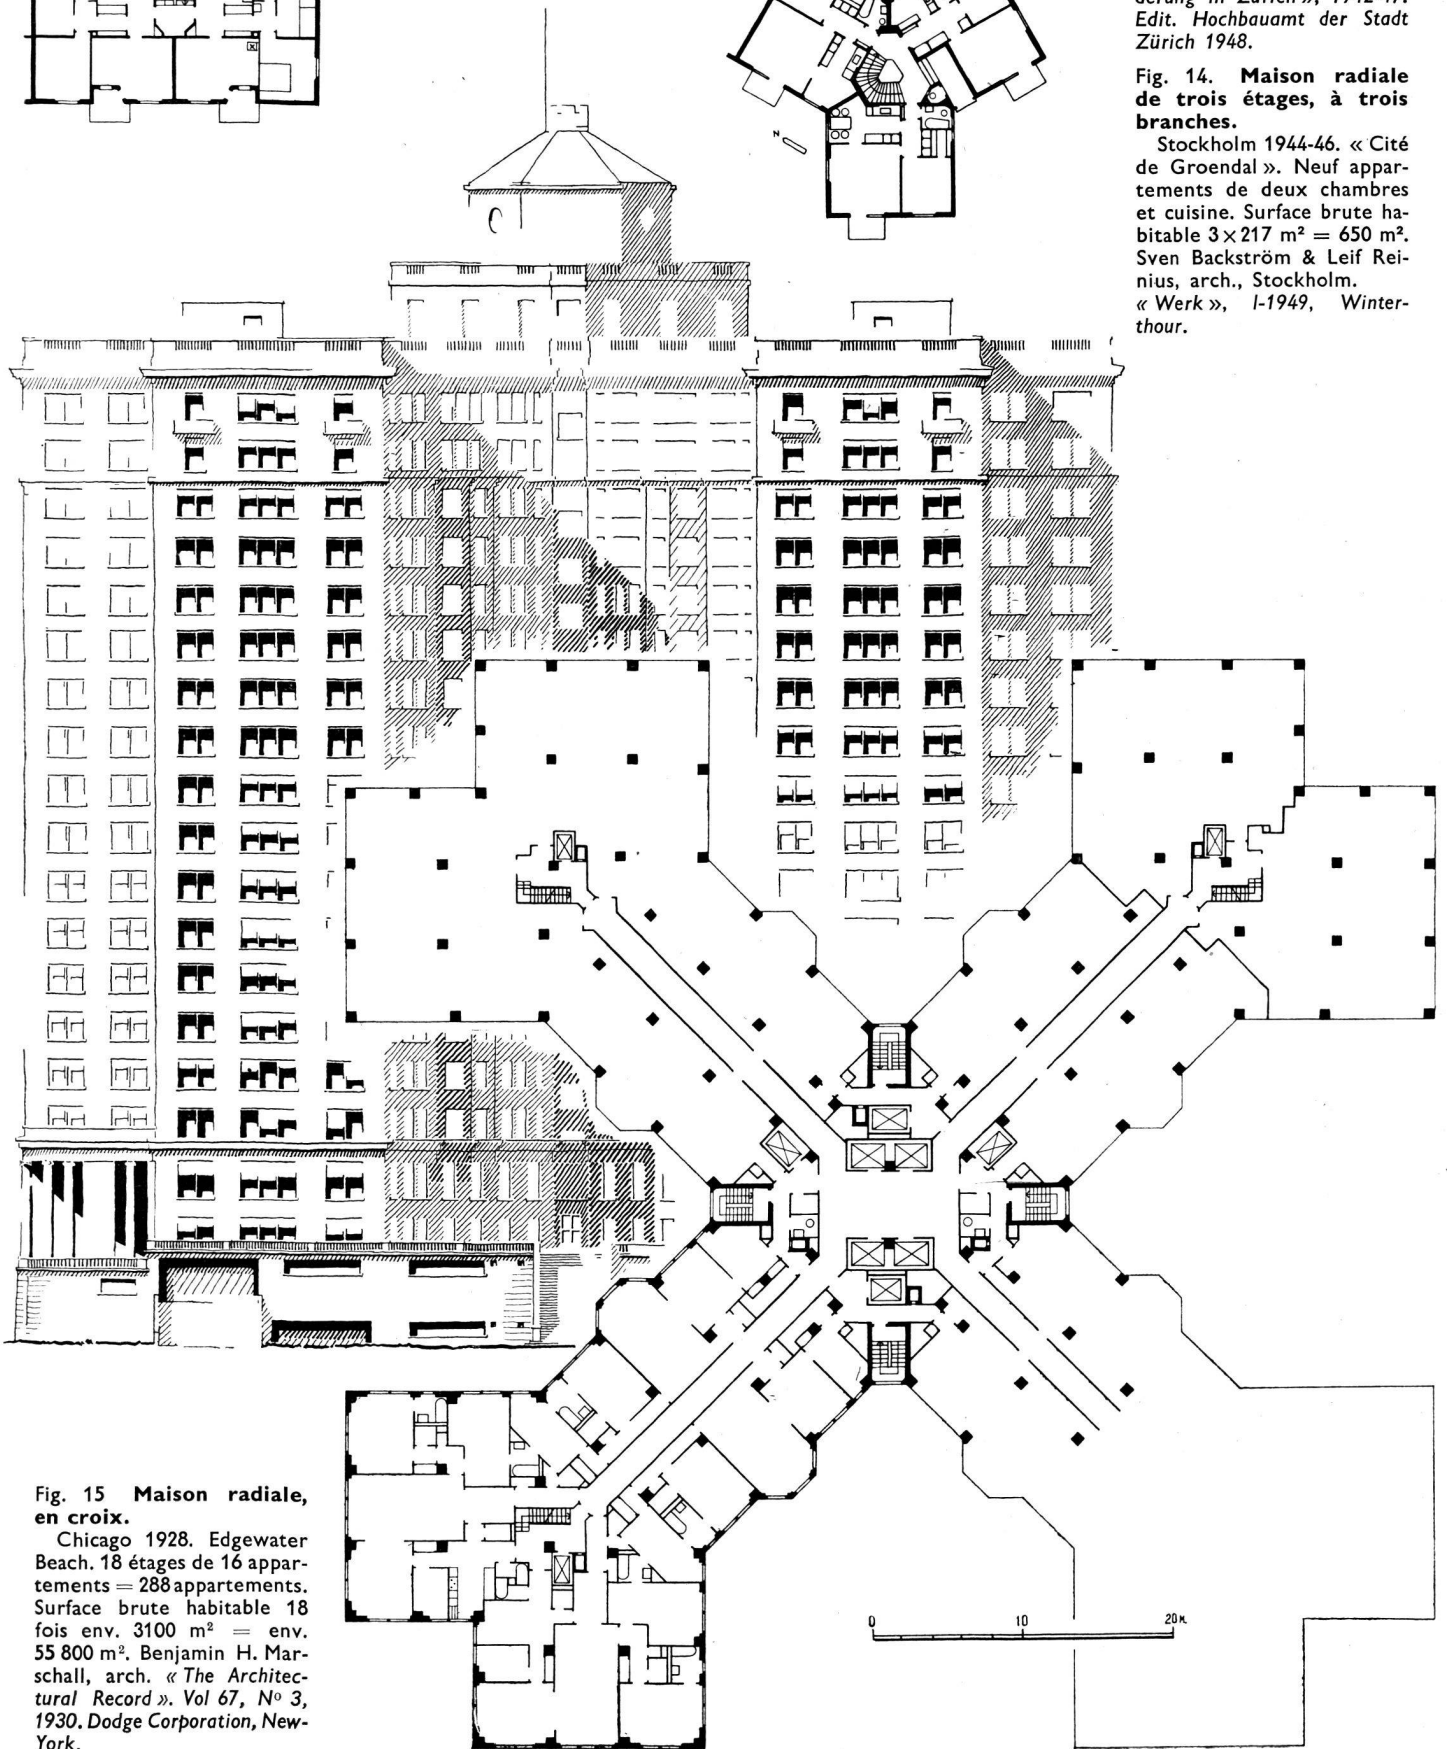 Edit. Hochbauamt der Stadt
Zürich 1948.
Fig. 14. Maison radiale
de trois étages, à trois
branches.
Stockholm 1944-46. « Cité
de Groendal ». Neuf appar-
tements de deux chambres
et cuisine. Surface brute ha-
bitable 3×217 m² = 650 m².
Sven Backström & Leif Rei-
nius, arch., Stockholm.
« Werk », I-1949, Winter-
thour.
N
Fig. 15 Maison radiale,
en croix.
Chicago 1928. Edgewater
Beach. 18 étages de 16 appar-
tements = 288 appartements.
Surface brute habitable 18
fois env. 3100 m² = env.
55 800 m². Benjamin H. Mar-
schall, arch. « The Architec-
tural Record ». Vol 67, Nº 3,
1930. Dodge Corporation, New-
York.
0 10 20 M.